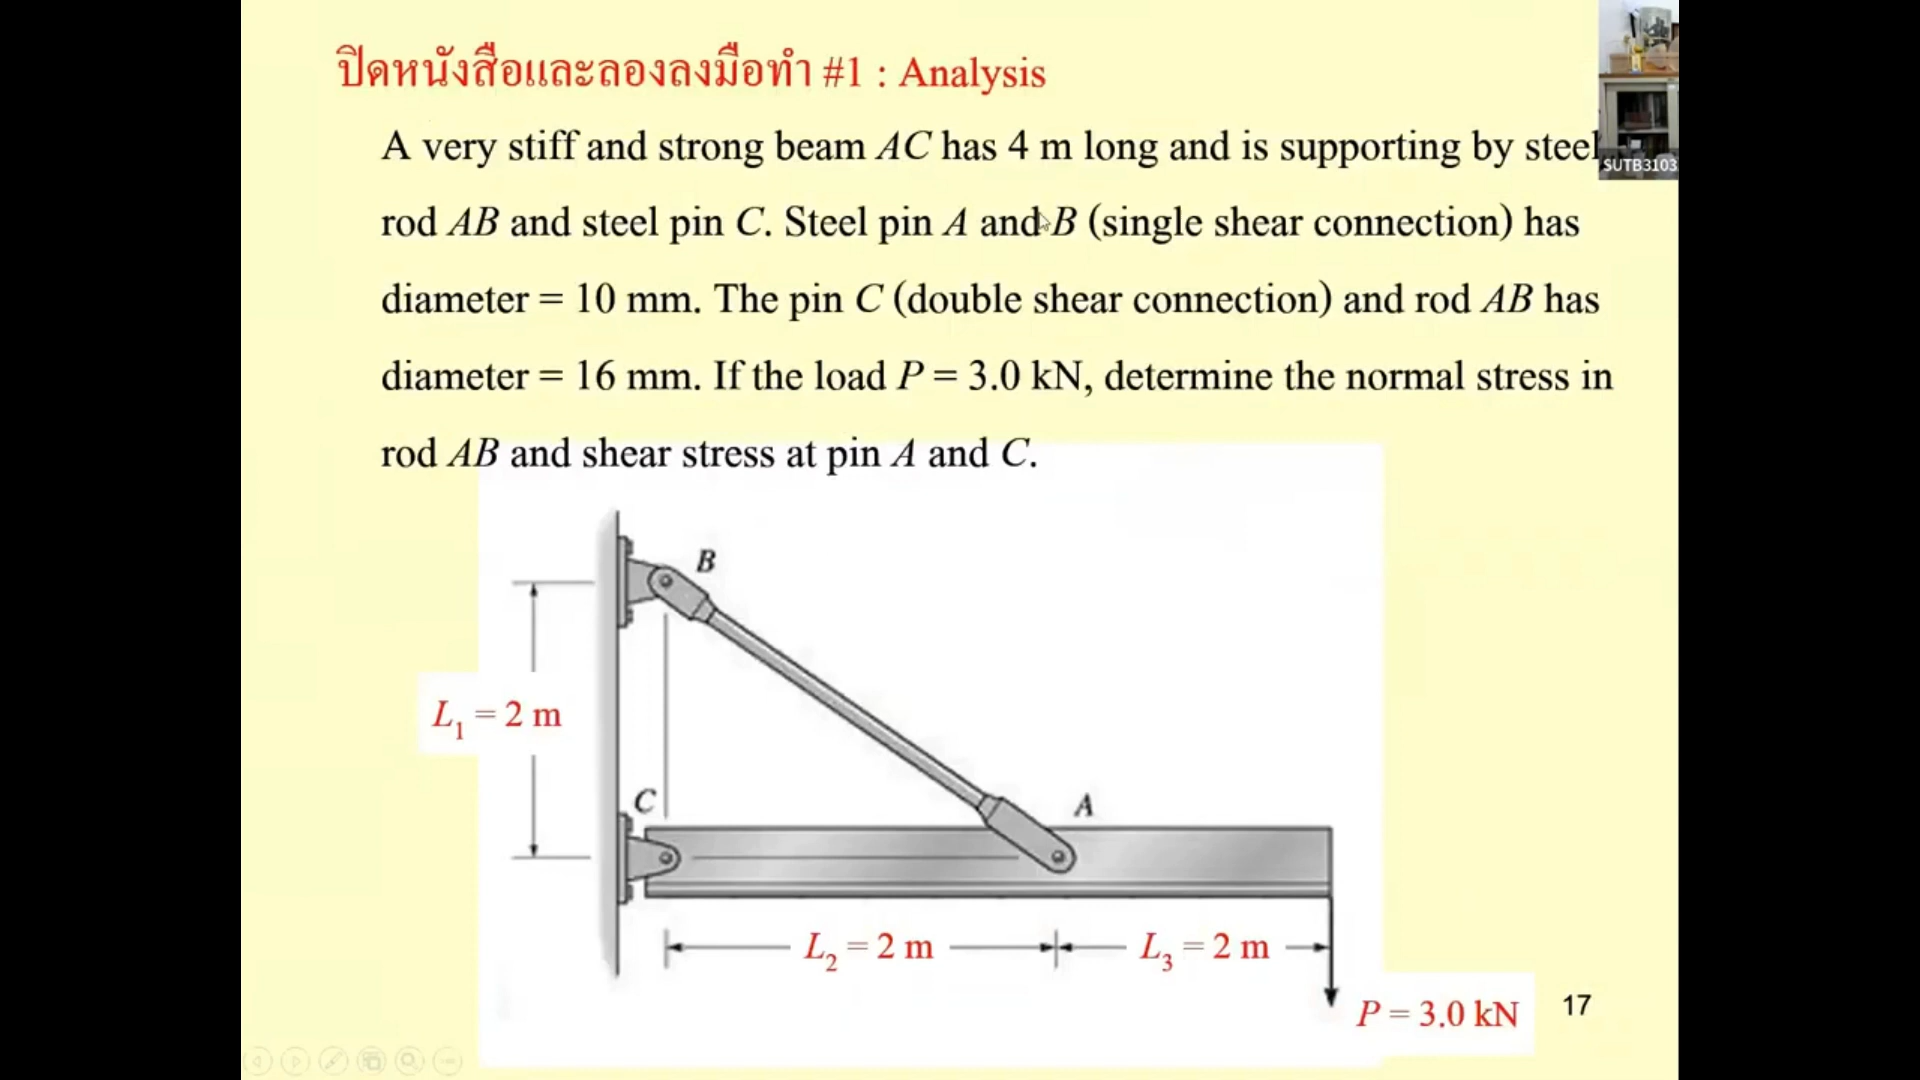 ปิดหนังสือและลองลงมือทำ #1 : Analysis
A very stiff and strong beam AC has 4 m long and is supporting by steel
rod AB and steel pin C. Steel pin A and B (single shear connection) has
diameter = 10 mm. The pin C (double shear connection) and rod AB has
diameter = 16 mm. If the load P = 3.0 kN, determine the normal stress in
rod AB and shear stress at pin A and C.
SUTB3103
B
L1 = 2 m
C
A
L2 = 2 m
L3 = 2 m
P = 3.0 kN
17